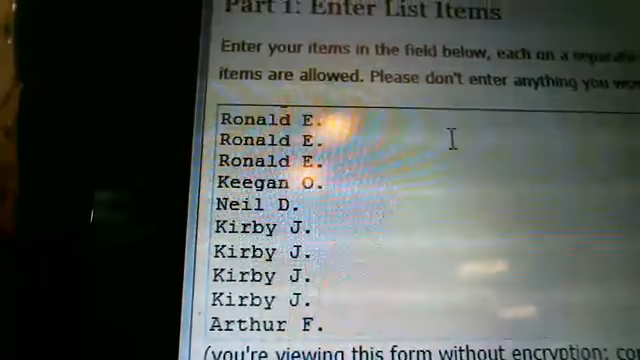 Part 1: Enter List Items
Enter your items in the field below, each on a separate
items are allowed. Please don't enter anything you
Ronald E.
Ronald E.
Ronald E.
Keegan O.
Neil D.
Kirby J.
Kirby J.
Kirby J.
Kirby J.
Arthur F.
(you're viewing this form without encryption;